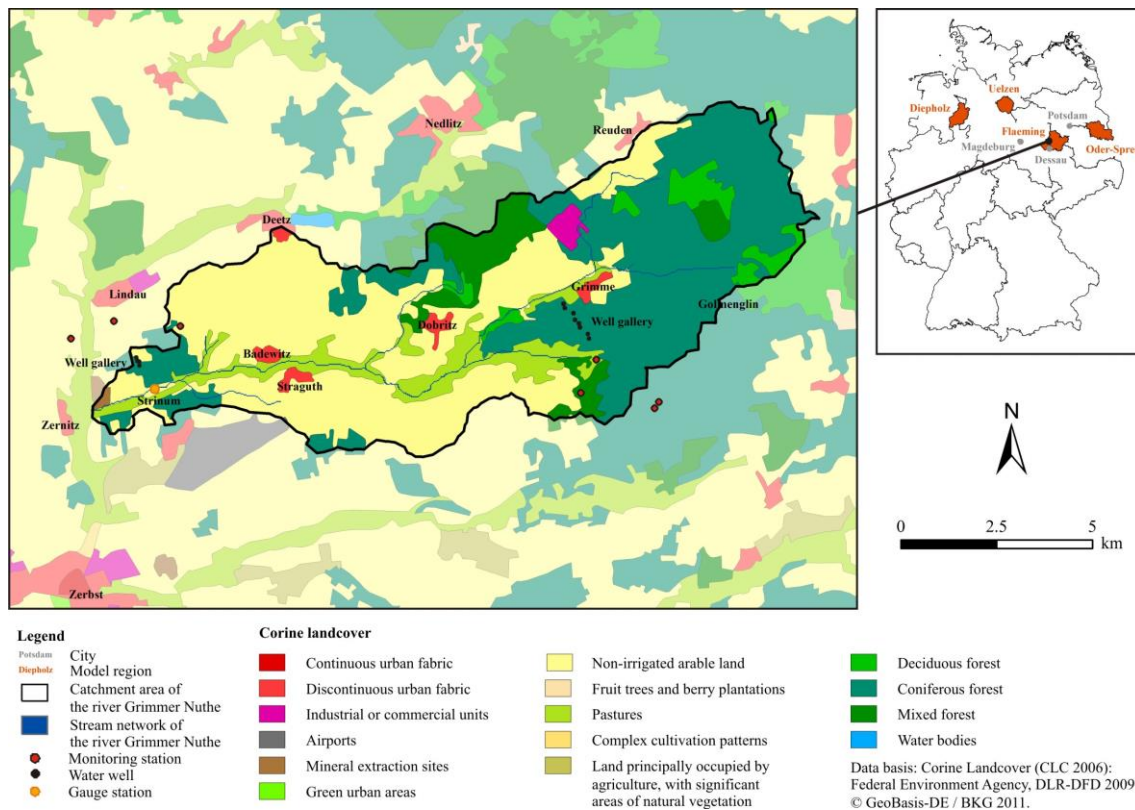 Nedlitz
Reuden
Deetz
Lindau
Grimme
Golmenglin
Dobritz
Well gallery
Well gallery
Badewitz
Straguth
Strinum
Zernitz
Zerbst
Uelzen
Diepholz
Potsdam
Flaeming
Magdeburg
Oder-Spree
Dessau
N
0 2.5 5
km
Legend
Potsdam City
Diepholz Model region
Catchment area of
the river Grimmer Nuthe
Stream network of
the river Grimmer Nuthe
Monitoring station
Water well
Gauge station
Corine landcover
Continuous urban fabric
Discontinuous urban fabric
Industrial or commercial units
Airports
Mineral extraction sites
Green urban areas
Non-irrigated arable land
Fruit trees and berry plantations
Pastures
Complex cultivation patterns
Land principally occupied by
agriculture, with significant
areas of natural vegetation
Deciduous forest
Coniferous forest
Mixed forest
Water bodies
Data basis: Corine Landcover (CLC 2006):
Federal Environment Agency, DLR-DFD 2009
© GeoBasis-DE / BKG 2011.